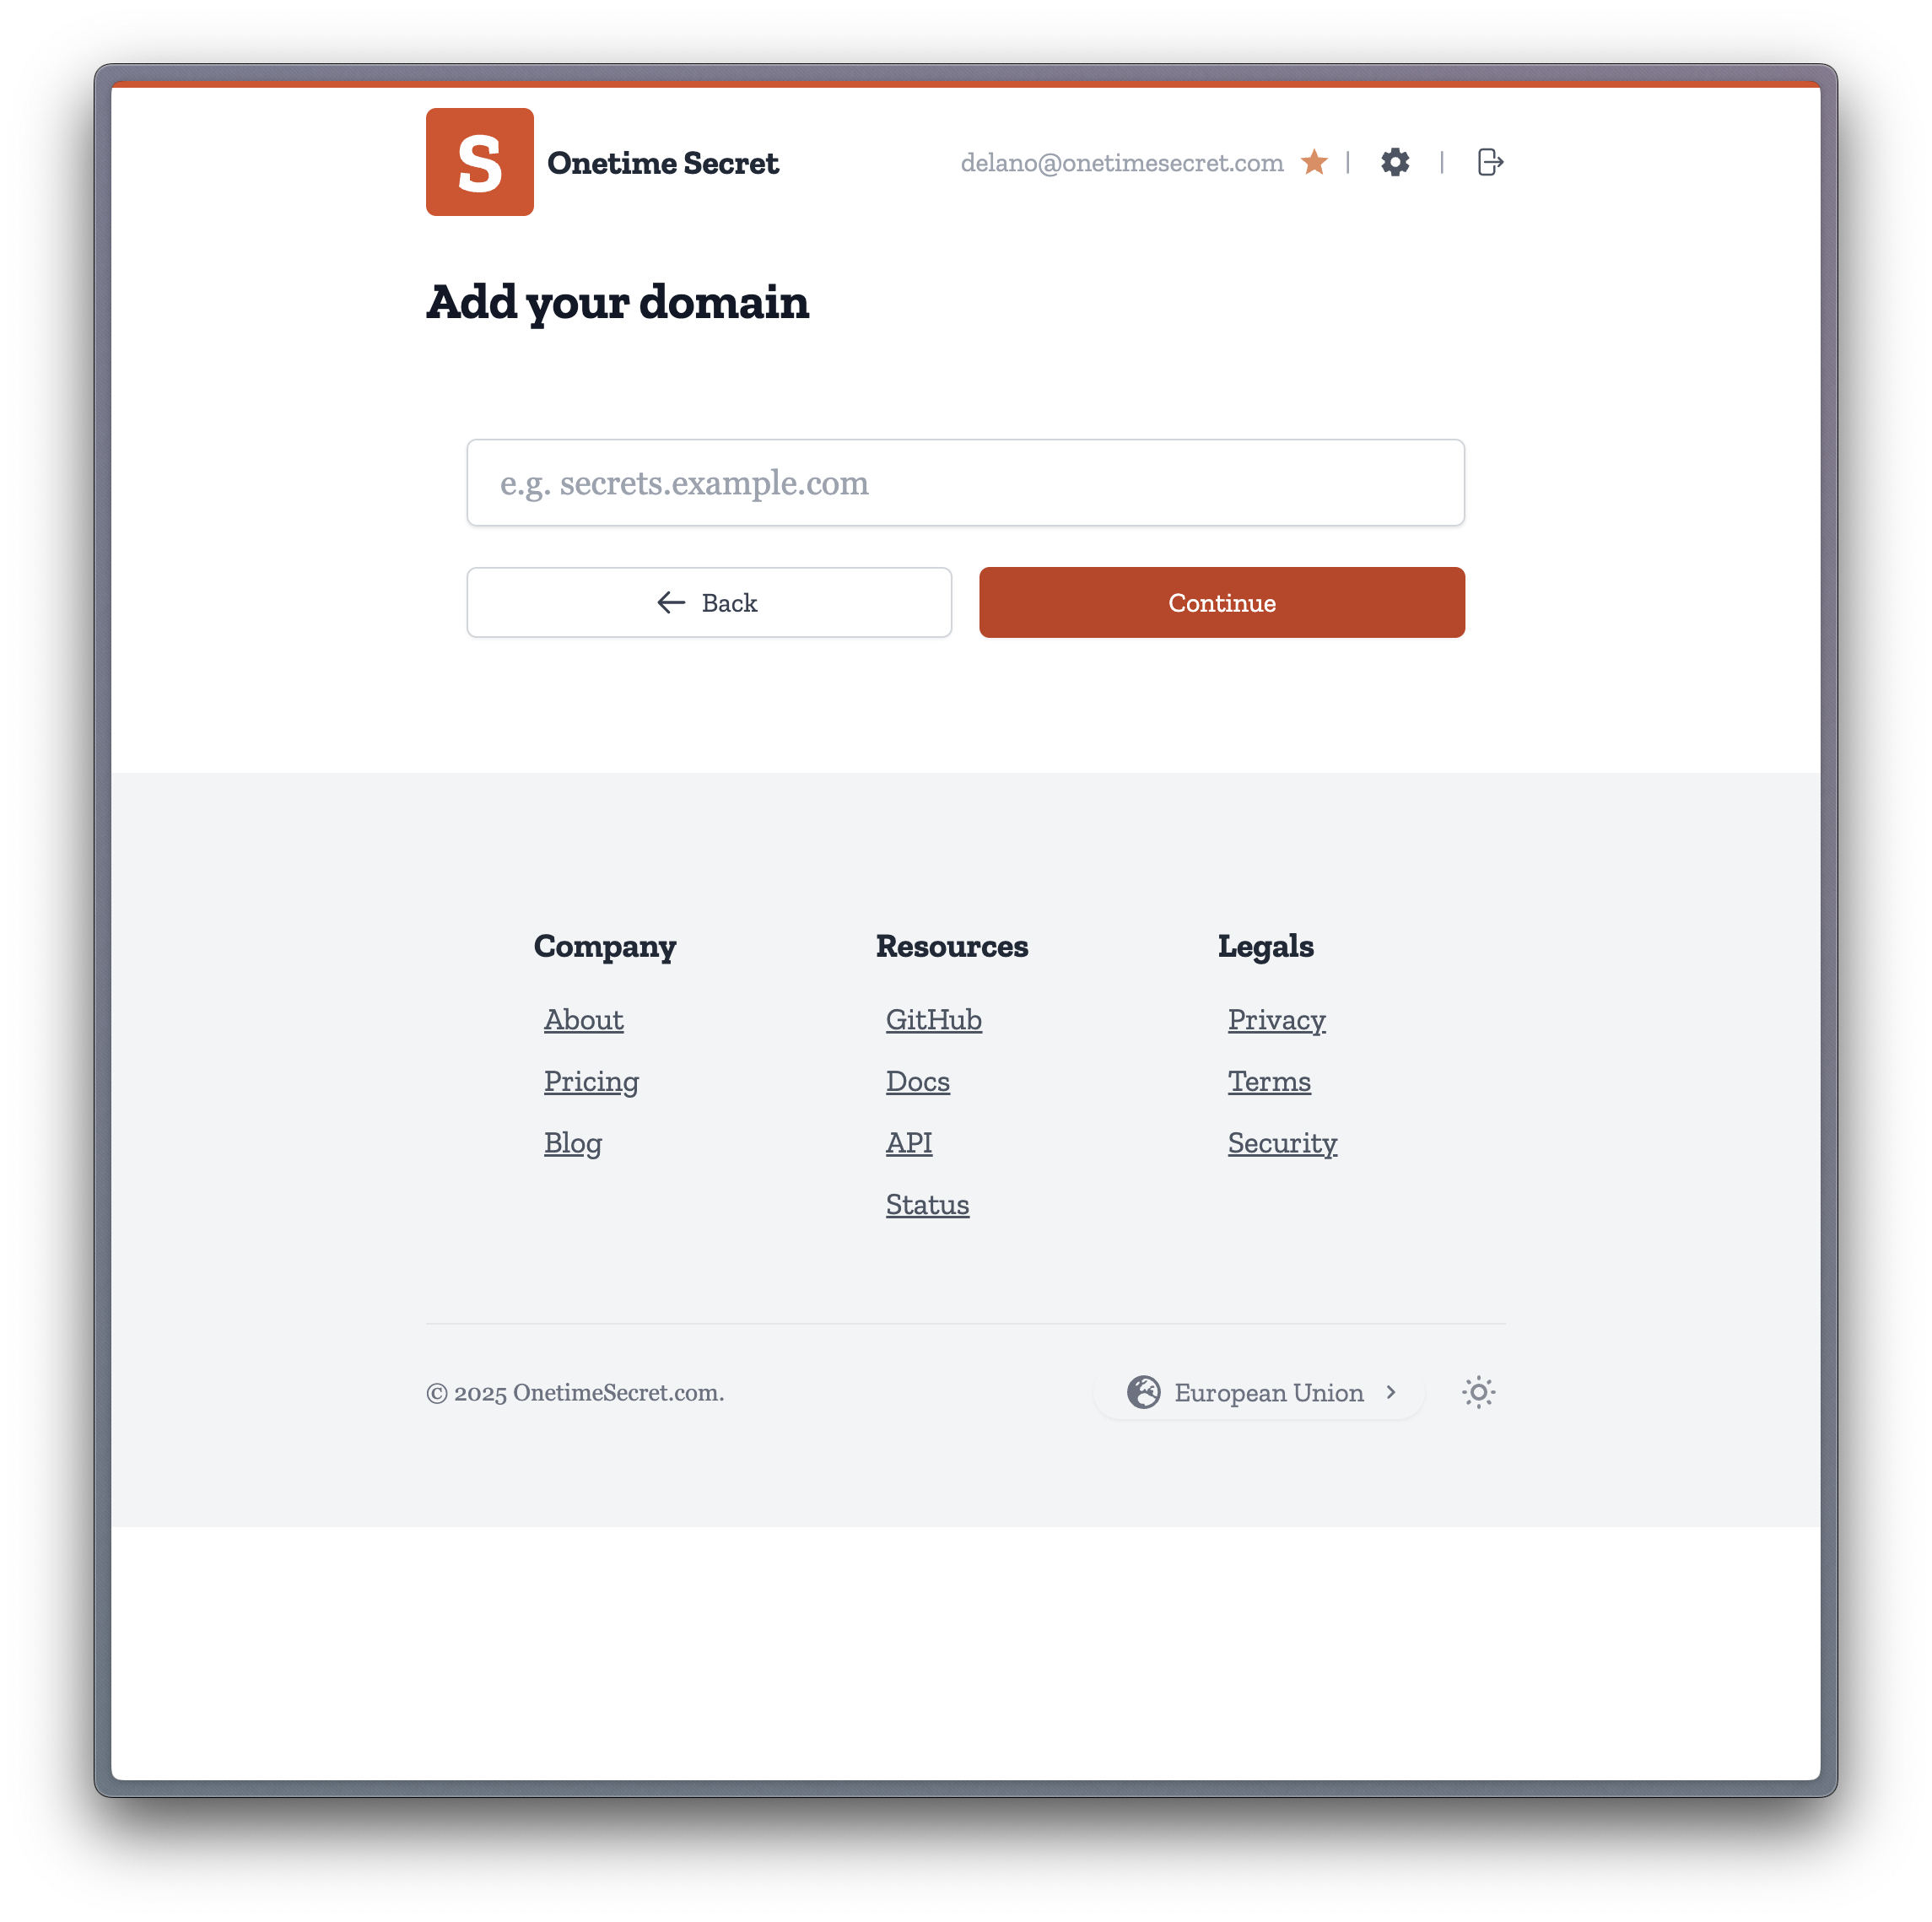 S
Onetime Secret
delano@onetimesecret.com
Add your domain
e.g. secrets.example.com
Back
Continue
Company
About
Pricing
Blog
Resources
GitHub
Docs
API
Status
Legals
Privacy
Terms
Security
© 2025 OnetimeSecret.com.
European Union